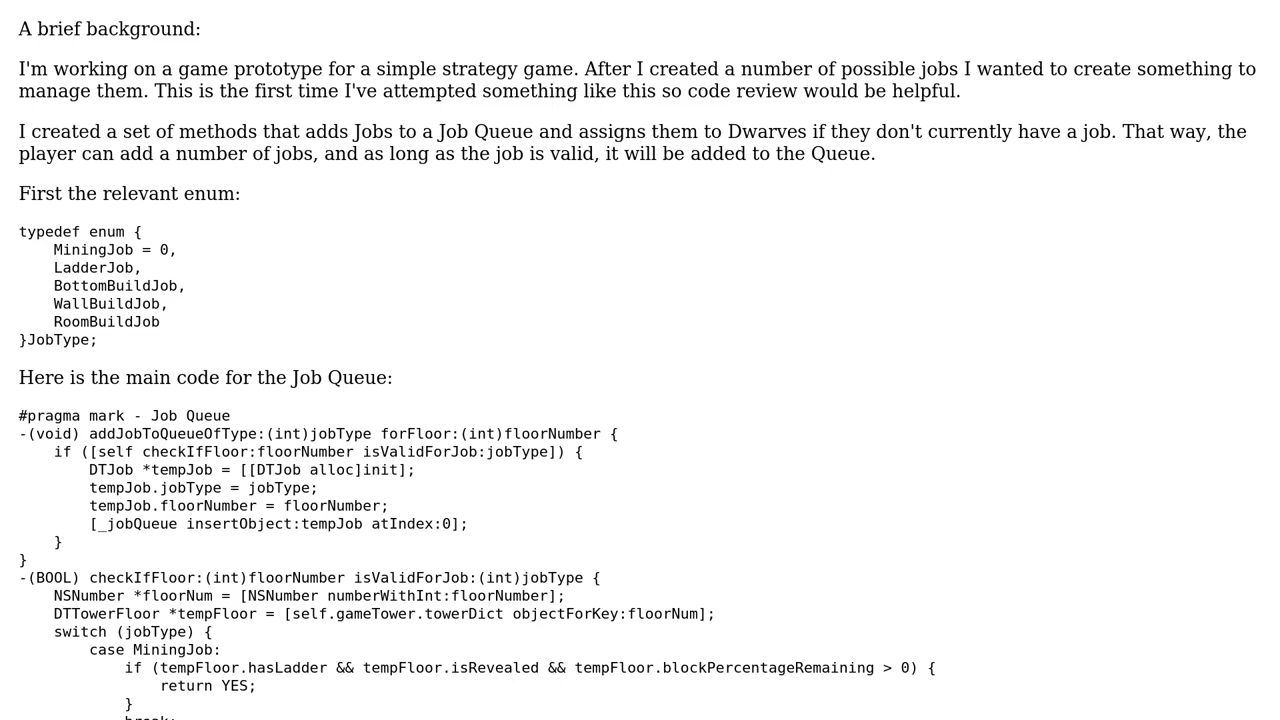 A brief background:
I'm working on a game prototype for a simple strategy game. After I created a number of possible jobs I wanted to create something to
manage them. This is the first time I've attempted something like this so code review would be helpful.
I created a set of methods that adds Jobs to a Job Queue and assigns them to Dwarves if they don't currently have a job. That way, the
player can add a number of jobs, and as long as the job is valid, it will be added to the Queue.
First the relevant enum:
typedef enum {
    MiningJob = 0,
    LadderJob,
    BottomBuildJob,
    WallBuildJob,
    RoomBuildJob
}JobType;
Here is the main code for the Job Queue:
#pragma mark - Job Queue
-(void) addJobToQueueOfType:(int)jobType forFloor:(int)floorNumber {
    if ([self checkIfFloor:floorNumber isValidForJob:jobType]) {
        DTJob *tempJob = [[DTJob alloc]init];
        tempJob.jobType = jobType;
        tempJob.floorNumber = floorNumber;
        [_jobQueue insertObject:tempJob atIndex:0];
    }
}
-(BOOL) checkIfFloor:(int)floorNumber isValidForJob:(int)jobType {
    NSNumber *floorNum = [NSNumber numberWithInt:floorNumber];
    DTTowerFloor *tempFloor = [self.gameTower.towerDict objectForKey:floorNum];
    switch (jobType) {
        case MiningJob:
            if (tempFloor.hasLadder && tempFloor.isRevealed && tempFloor.blockPercentageRemaining > 0) {
                return YES;
            }
            break;